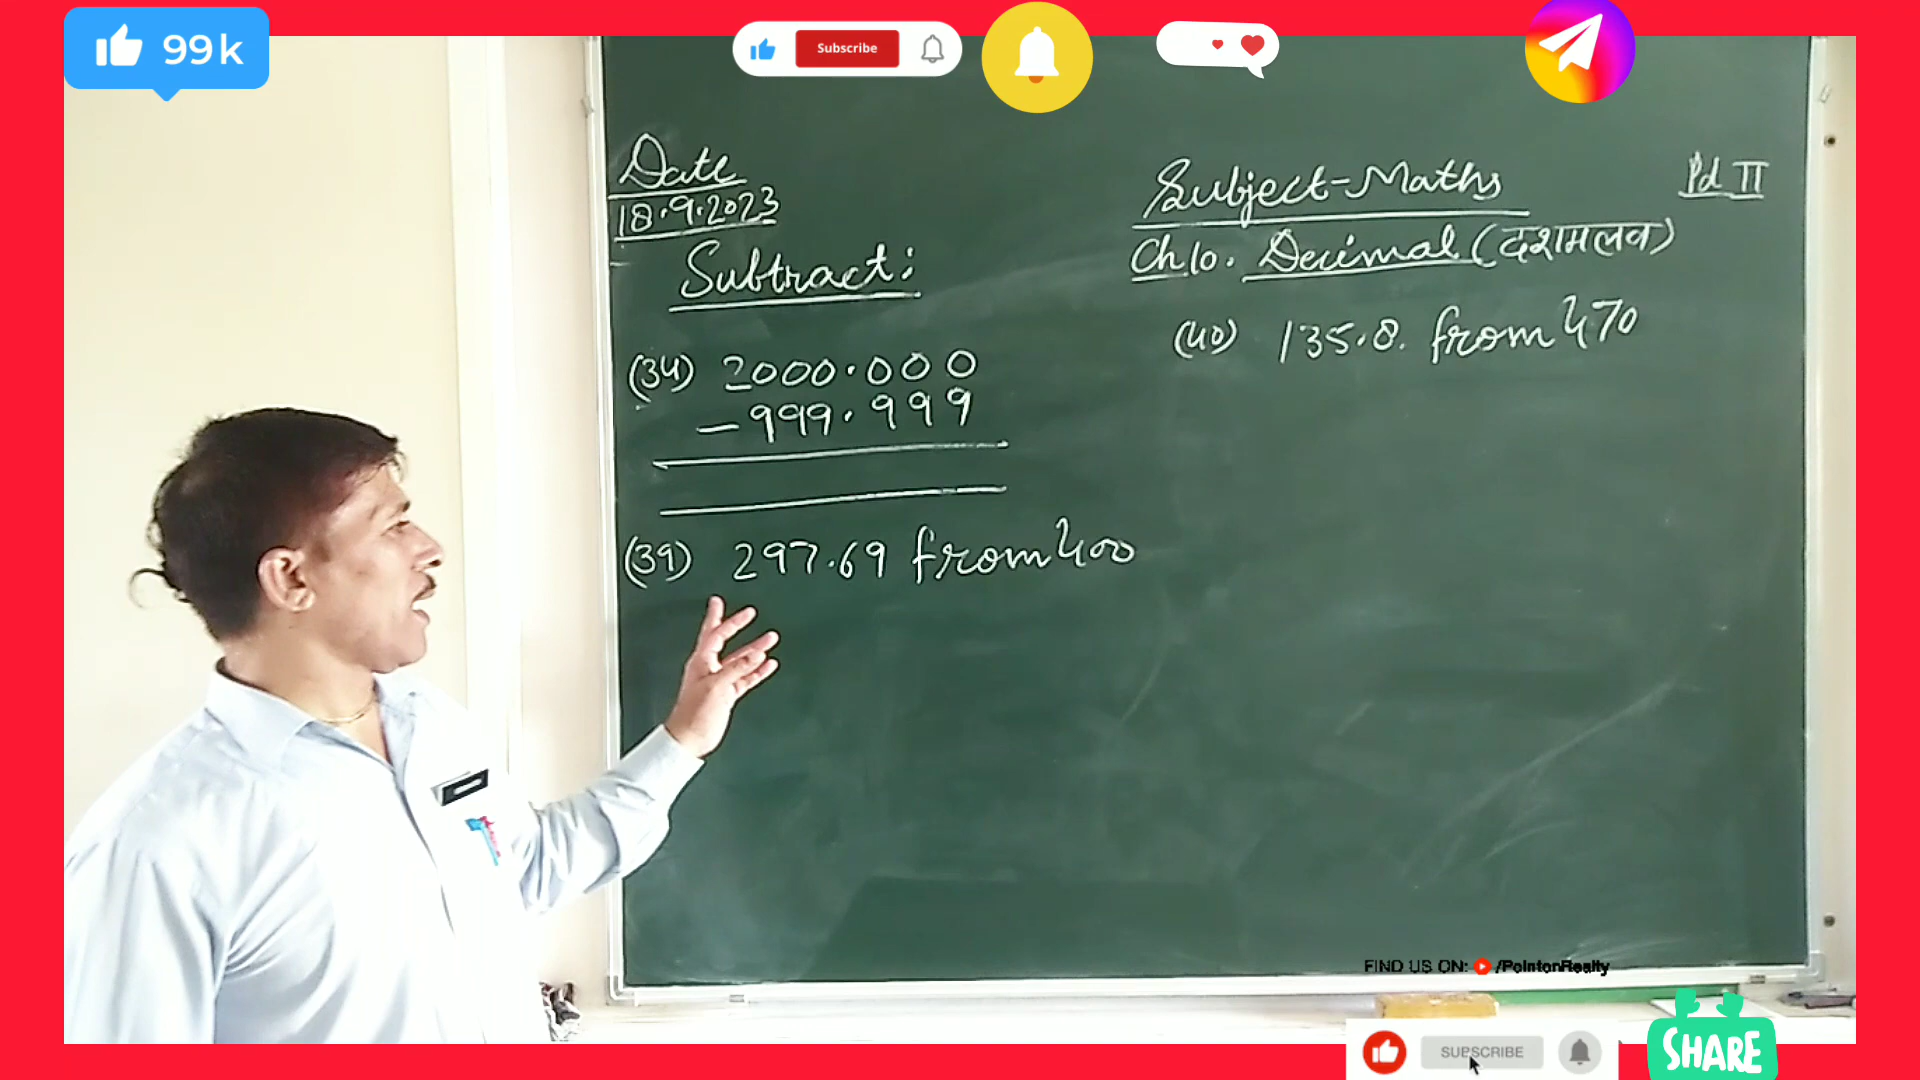 99k
Subscribe
Date
18.9.2023
Subject-Maths
Pd II
Ch 10. Decimal (दशमलव)
Subtract:
(34) 2000.000
- 999.999
(39) 297.69 from 400
(40) 135.8. from 470
FIND US ON: /PointonReality
SUBSCRIBE
SHARE